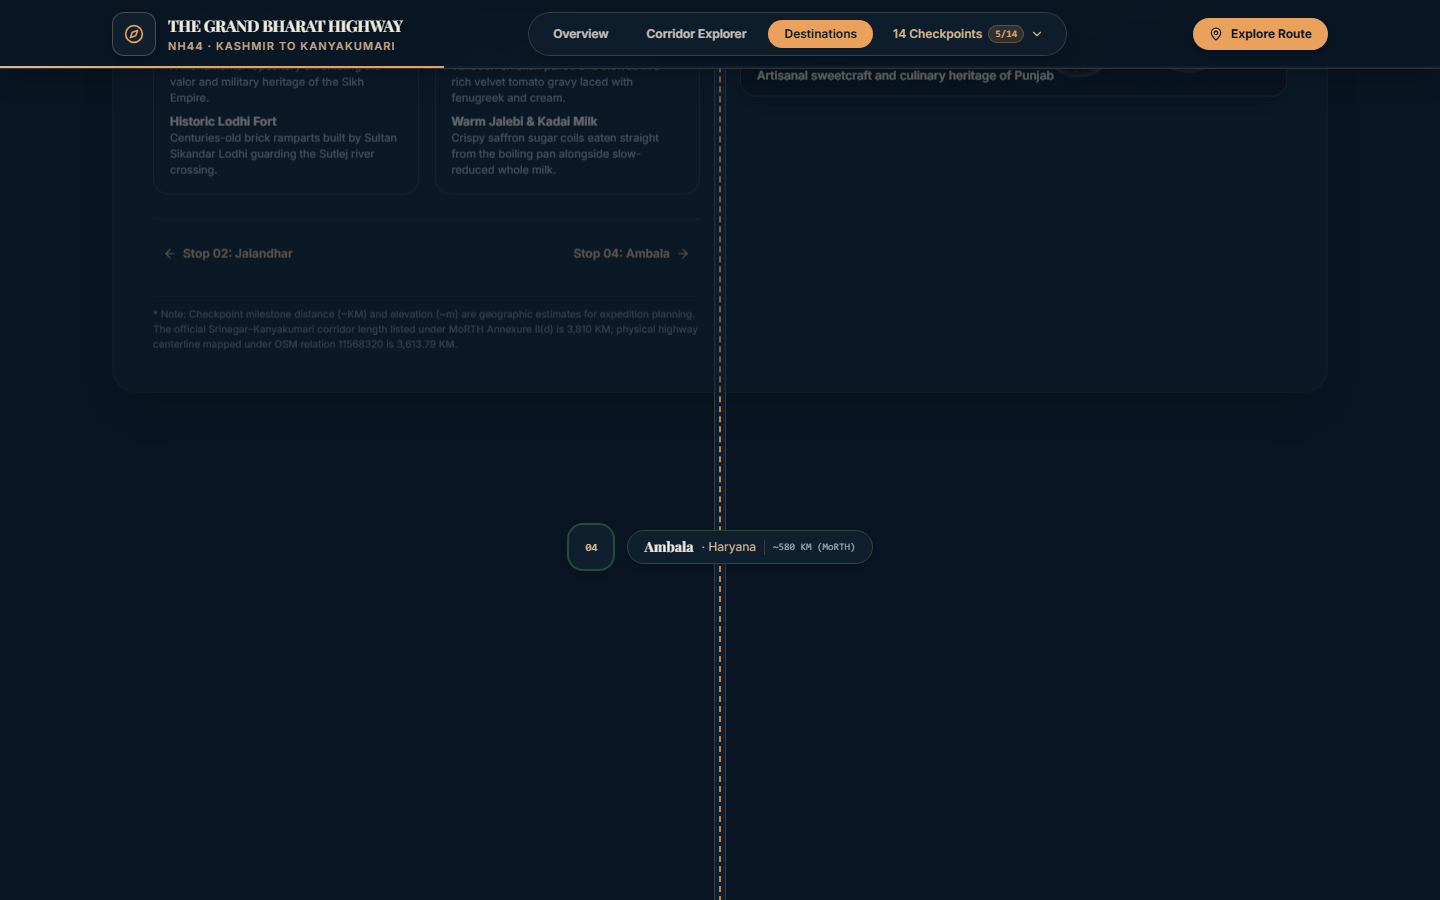 THE GRAND BHARAT HIGHWAY
NH44 · KASHMIR TO KANYAKUMARI
Overview
Corridor Explorer
Destinations
14 Checkpoints 5/14
Explore Route
valor and military heritage of the Sikh
Empire.
Historic Lodhi Fort
Centuries-old brick ramparts built by Sultan
Sikandar Lodhi guarding the Sutlej river
crossing.
rich velvet tomato gravy laced with
fenugreek and cream.
Warm Jalebi & Kadai Milk
Crispy saffron sugar coils eaten straight
from the boiling pan alongside slow-
reduced whole milk.
Artisanal sweetcraft and culinary heritage of Punjab
← Stop 02: Jalandhar
Stop 04: Ambala →
* Note: Checkpoint milestone distance (~KM) and elevation (~m) are geographic estimates for expedition planning.
The official Srinagar–Kanyakumari corridor length listed under MoRTH Annexure II(d) is 3,810 KM; physical highway
centerline mapped under OSM relation 11568320 is 3,613.79 KM.
04
Ambala · Haryana ~580 KM (MoRTH)